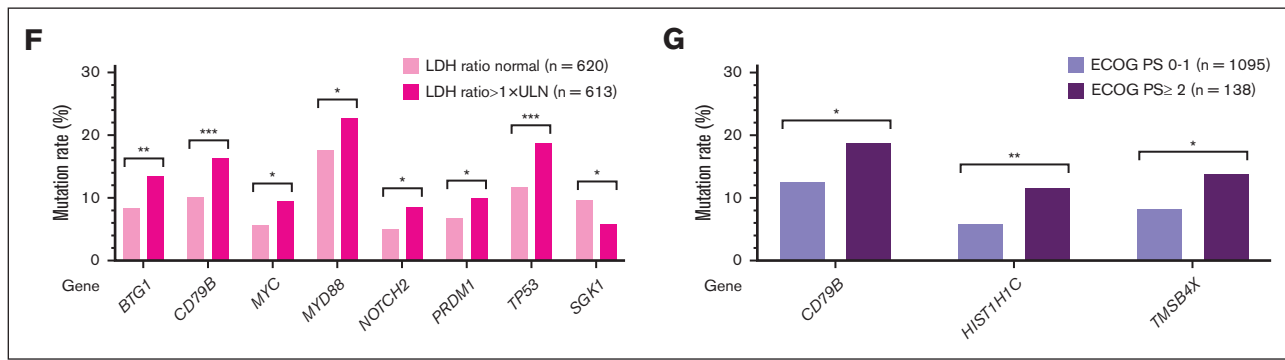 F
LDH ratio normal (n = 620)
LDH ratio>1×ULN (n = 613)
Mutation rate (%)
30
20
10
0
** *** * * * * *** *
Gene
BTG1 CD79B MYC MYD88 NOTCH2 PRDM1 TP53 SGK1
G
ECOG PS 0-1 (n = 1095)
ECOG PS≥ 2 (n = 138)
Mutation rate (%)
30
20
10
0
* ** *
Gene
CD79B HIST1H1C TMSB4X